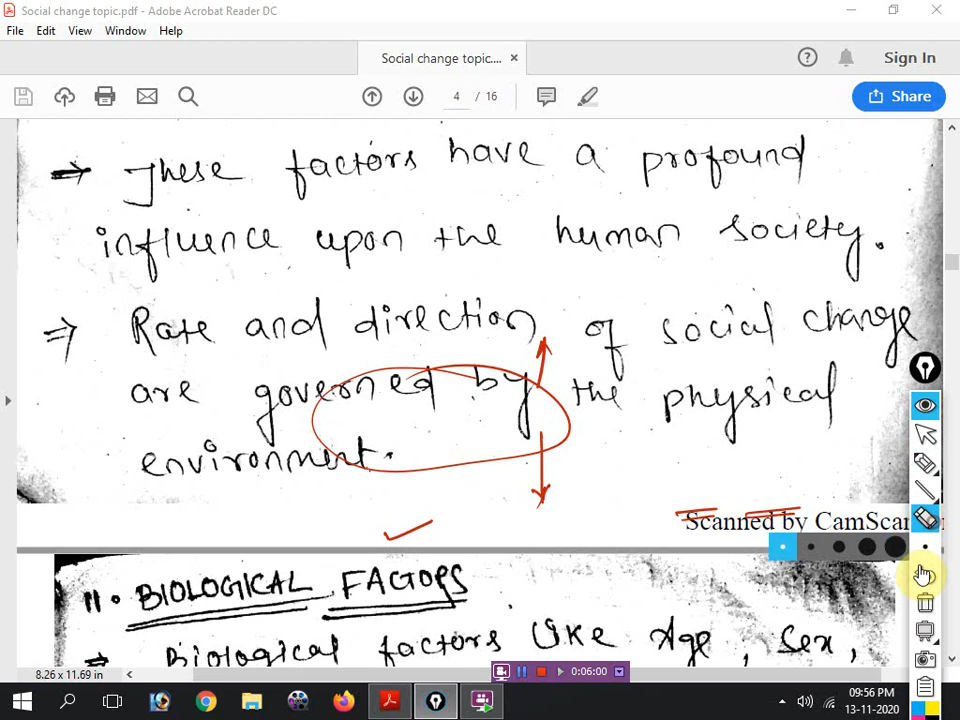 Social change topic.pdf - Adobe Acrobat Reader DC
File Edit View Window Help
Social change topic....
Sign In
4 / 16
Share
⇒ These factors have a profound
influence upon the human society.
⇒ Rate and direction of social change
are governed by the physical
environment.
Scanned by CamScan
11. BIOLOGICAL FACTORS
⇒ Biological factors like Age, Sex,
8.26 x 11.69 in
0:06:00
09:56 PM
13-11-2020